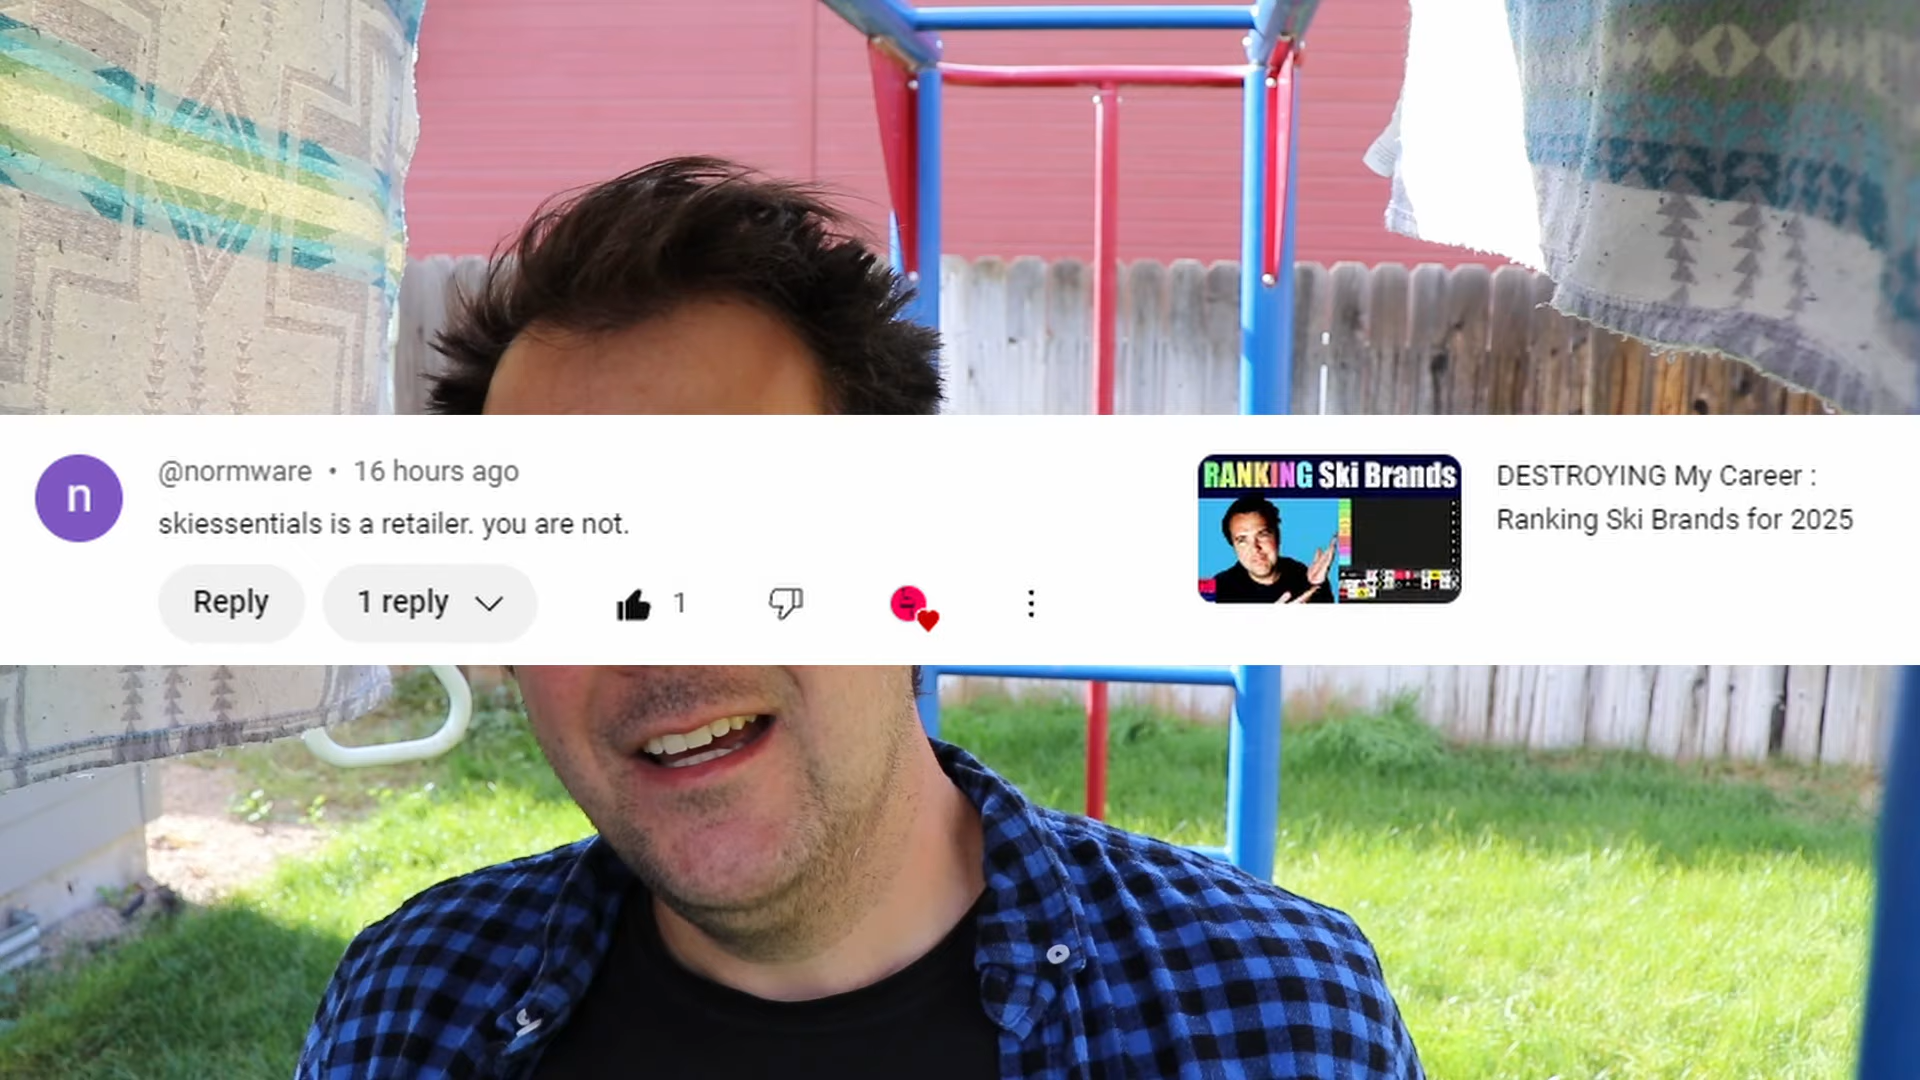 n
@normware • 16 hours ago
skiessentials is a retailer. you are not.
Reply
1 reply
1
RANKING Ski Brands
DESTROYING My Career :
Ranking Ski Brands for 2025